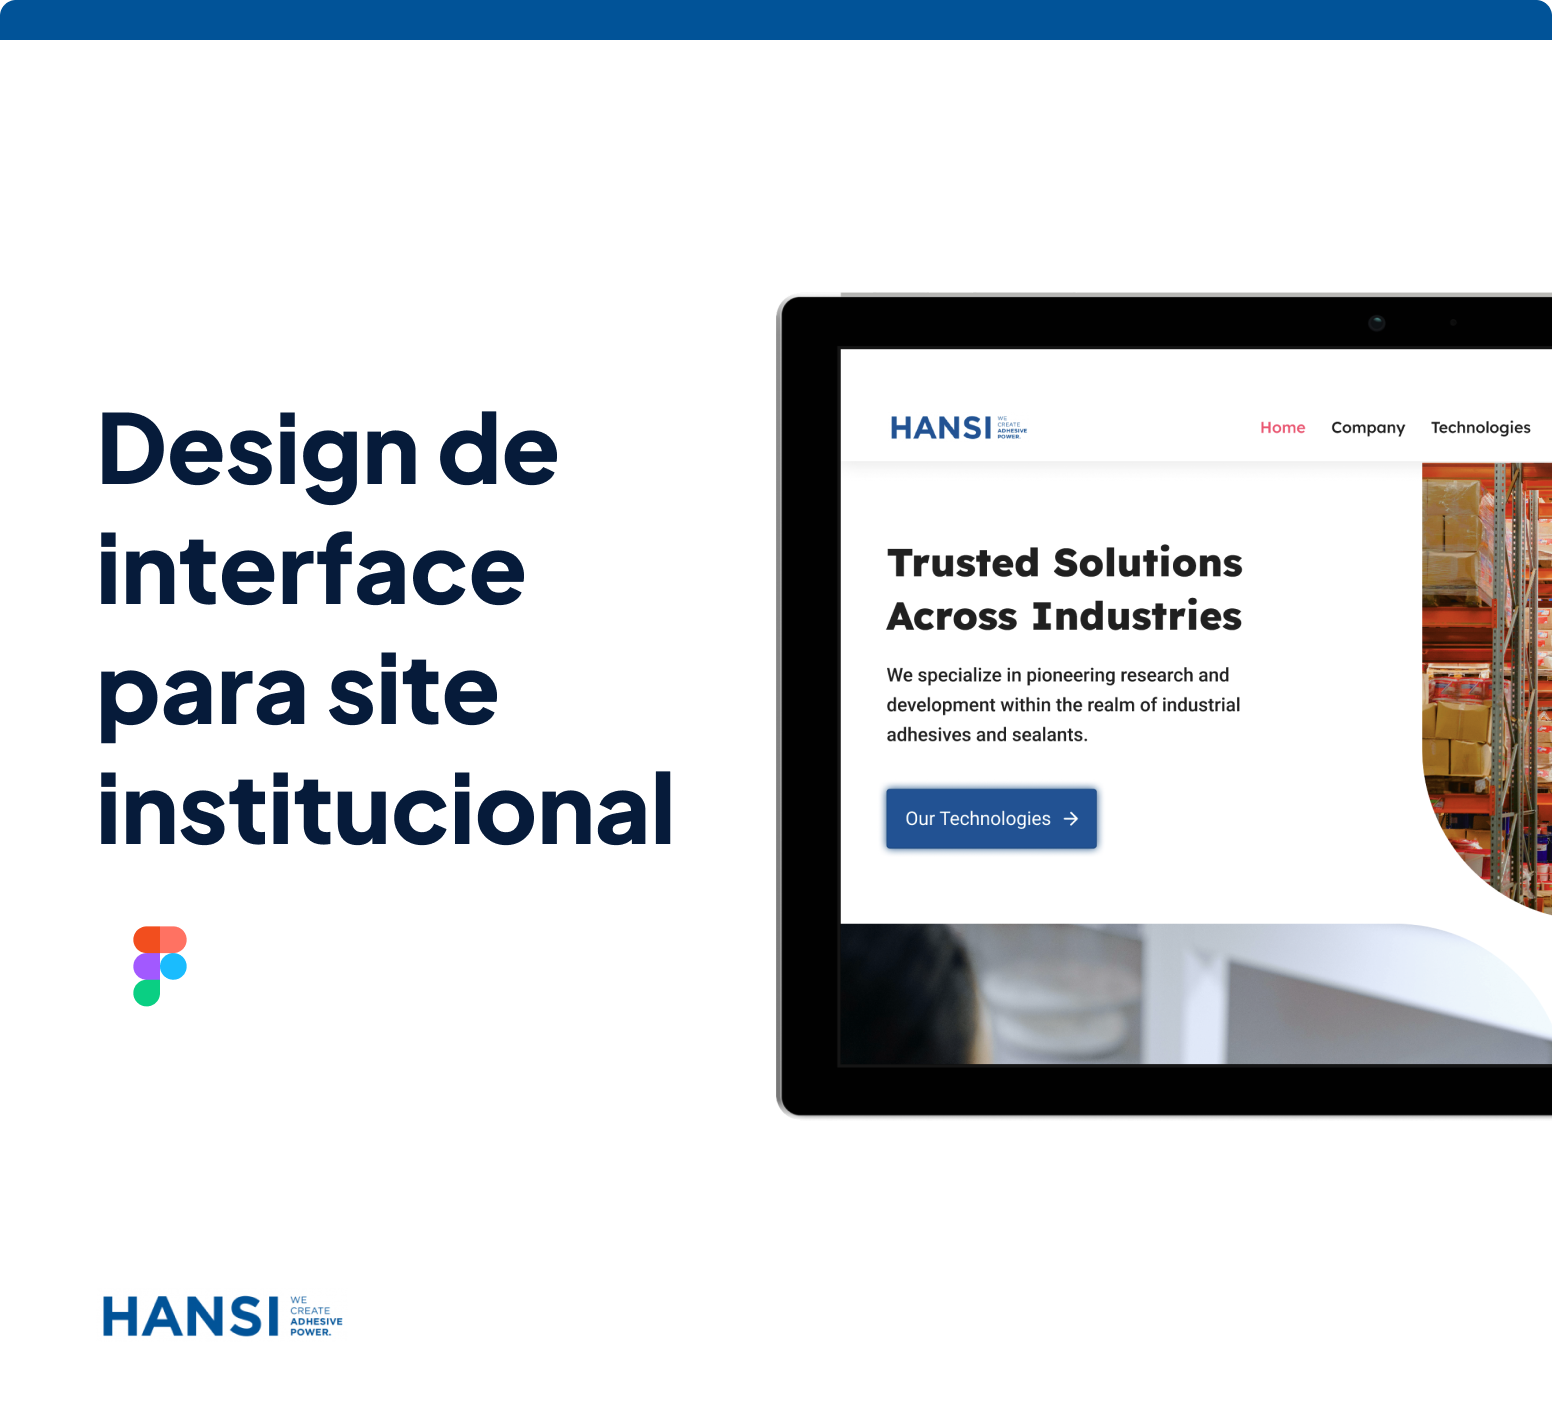 Design de
interface
para site
institucional
HANSI
WE
CREATE
ADHESIVE
POWER.
Home Company Technologies
Trusted Solutions
Across Industries
We specialize in pioneering research and
development within the realm of industrial
adhesives and sealants.
Our Technologies
HANSI
WE
CREATE
ADHESIVE
POWER.